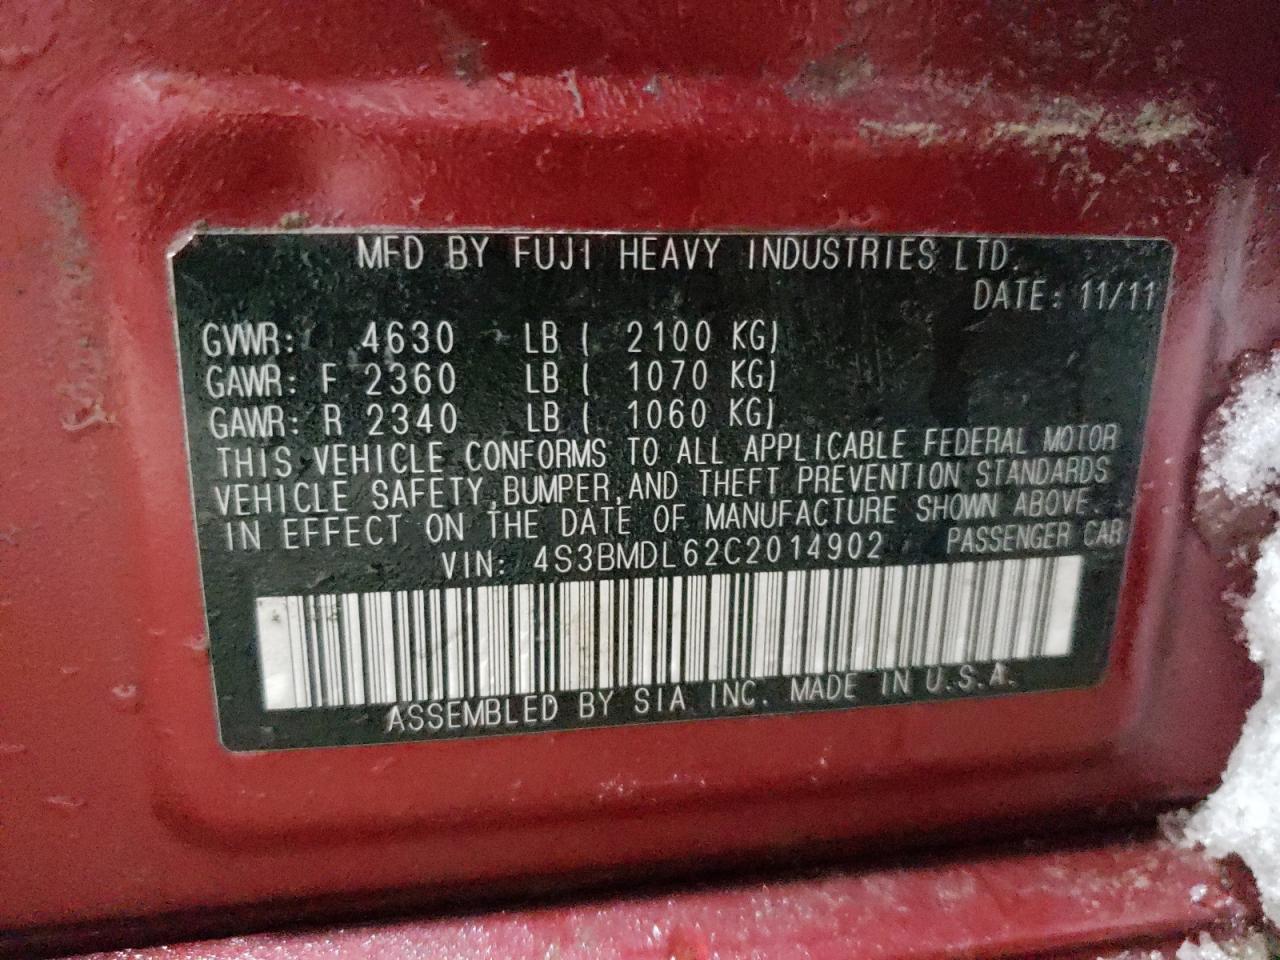 MFD BY FUJI HEAVY INDUSTRIES LTD.
DATE: 11/11
GVWR: 4630 LB ( 2100 KG)
GAWR: F 2360 LB ( 1070 KG)
GAWR: R 2340 LB ( 1060 KG)
THIS VEHICLE CONFORMS TO ALL APPLICABLE FEDERAL MOTOR
VEHICLE SAFETY,BUMPER,AND THEFT PREVENTION STANDARDS
IN EFFECT ON THE DATE OF MANUFACTURE SHOWN ABOVE.
VIN: 4S3BMDL62C2014902 PASSENGER CAR
ASSEMBLED BY SIA INC. MADE IN U.S.A.